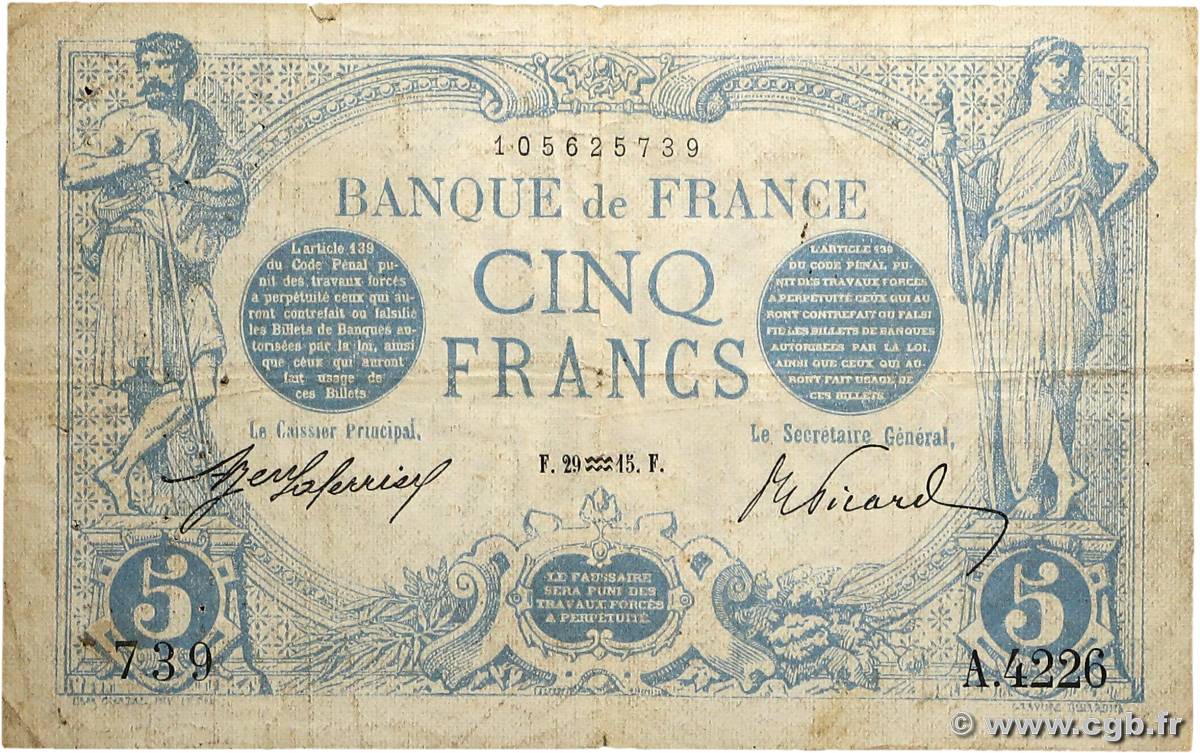 105625739
BANQUE de FRANCE
CINQ
FRANCS
L'article 139
du Code Pénal pu-
nit des travaux forcés
à perpétuité ceux qui au-
ront contrefait ou falsifié
les Billets de Banques au-
torisées par la loi, ainsi
que ceux qui auront
fait usage de
ces Billets.
L'ARTICLE 139
DU CODE PÉNAL PU-
NIT DES TRAVAUX FORCÉS
A PERPÉTUITÉ CEUX QUI AU
RONT CONTREFAIT OU FALSI
FIÉ LES BILLETS DE BANQUES
AUTORISÉES PAR LA LOI,
AINSI QUE CEUX QUI AU-
RONT FAIT USAGE DE
CES BILLETS.
Le Caissier Principal,
Le Secrétaire Général,
F. 29 15. F.
Picard
5
5
LE FAUSSAIRE
SERA PUNI DES
TRAVAUX FORCÉS
A PERPÉTUITÉ.
739
A.4226
© www.cgb.fr